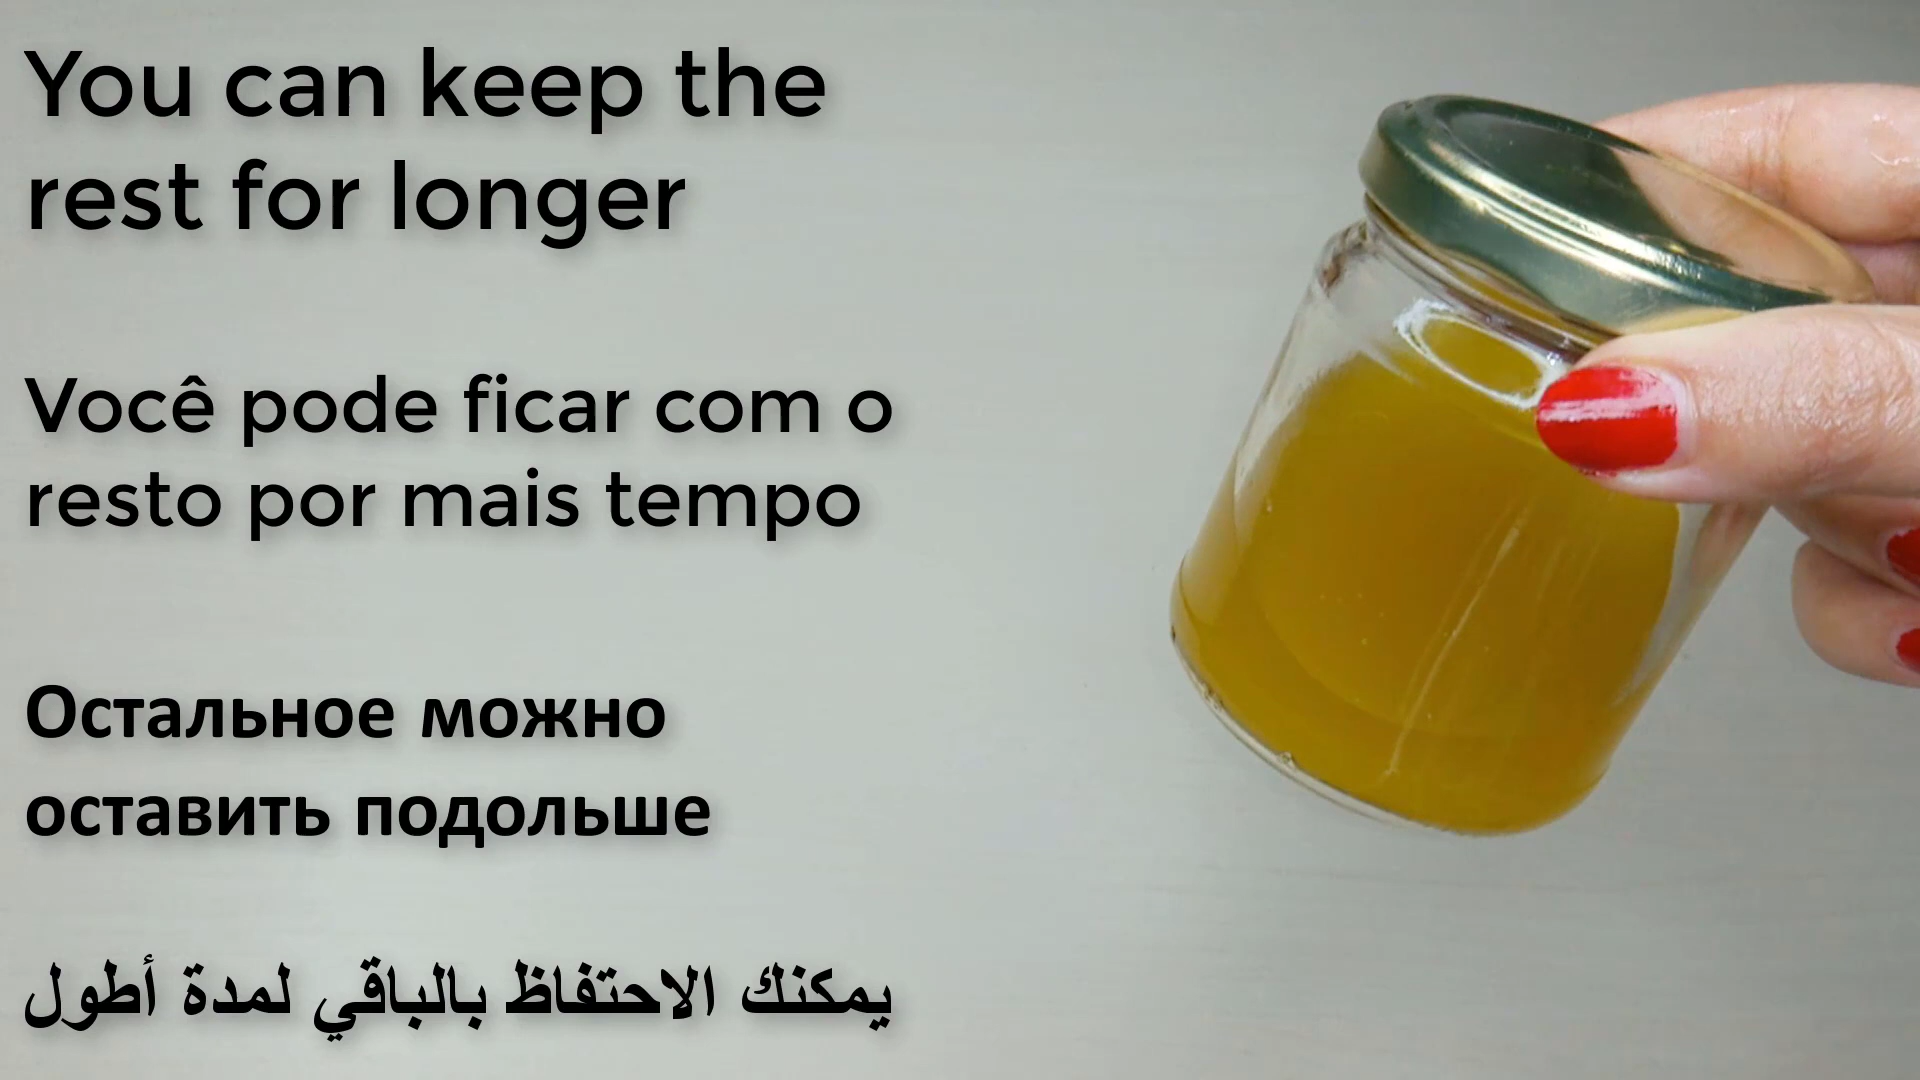 You can keep the
rest for longer
Você pode ficar com o
resto por mais tempo
Остальное можно
оставить подольше
يمكنك الاحتفاظ بالباقي لمدة أطول